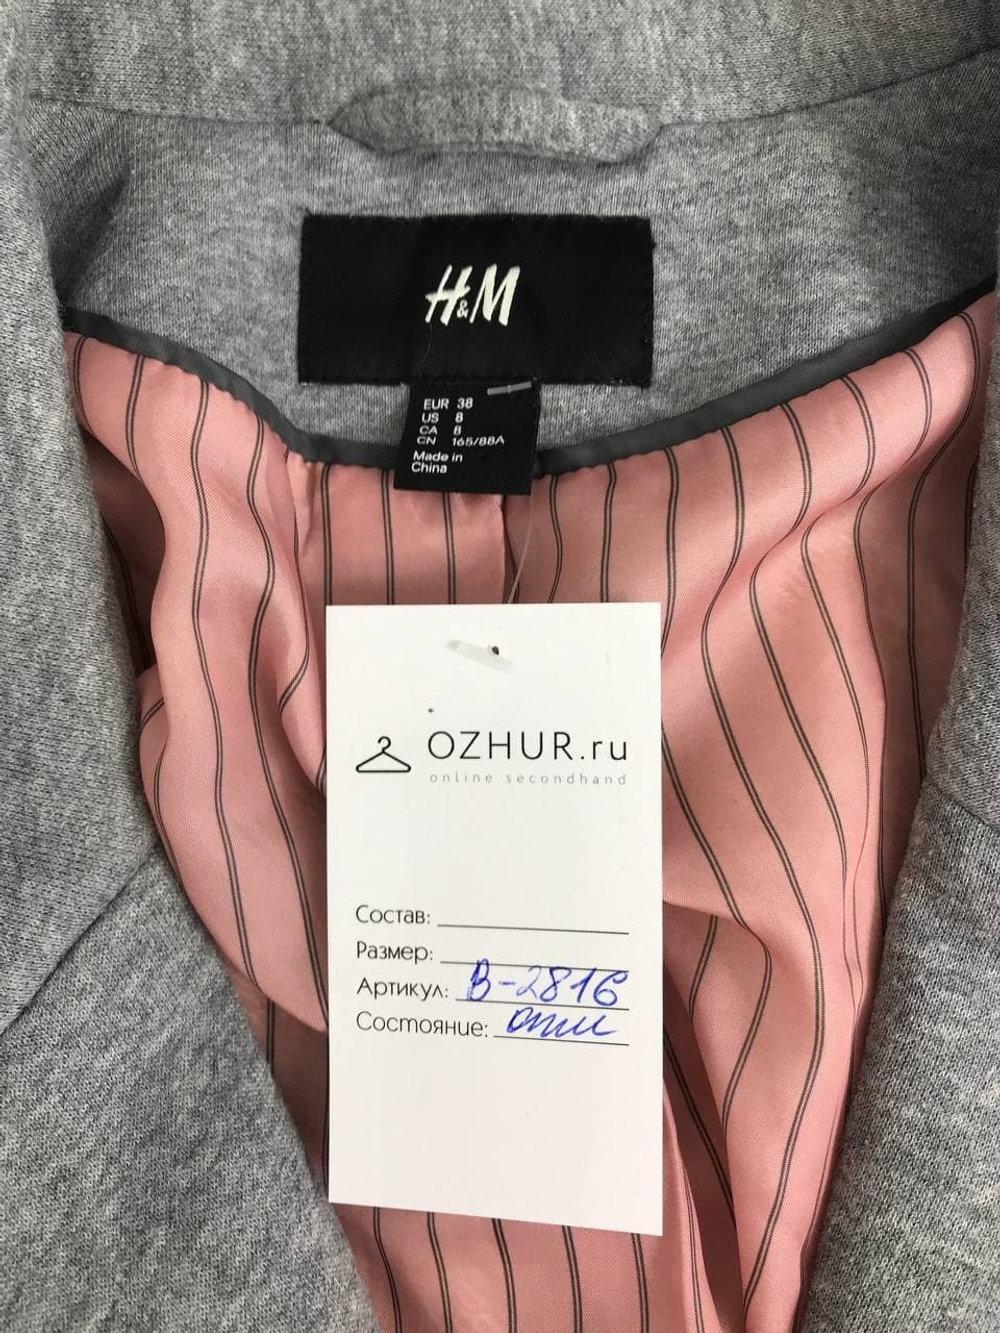 H&M
EUR 38
US 8
CA 8
CN 165/88A
Made in
China
OZHUR.ru
online secondhand
Состав:
Размер:
Артикул: В-2816
Состояние: отл